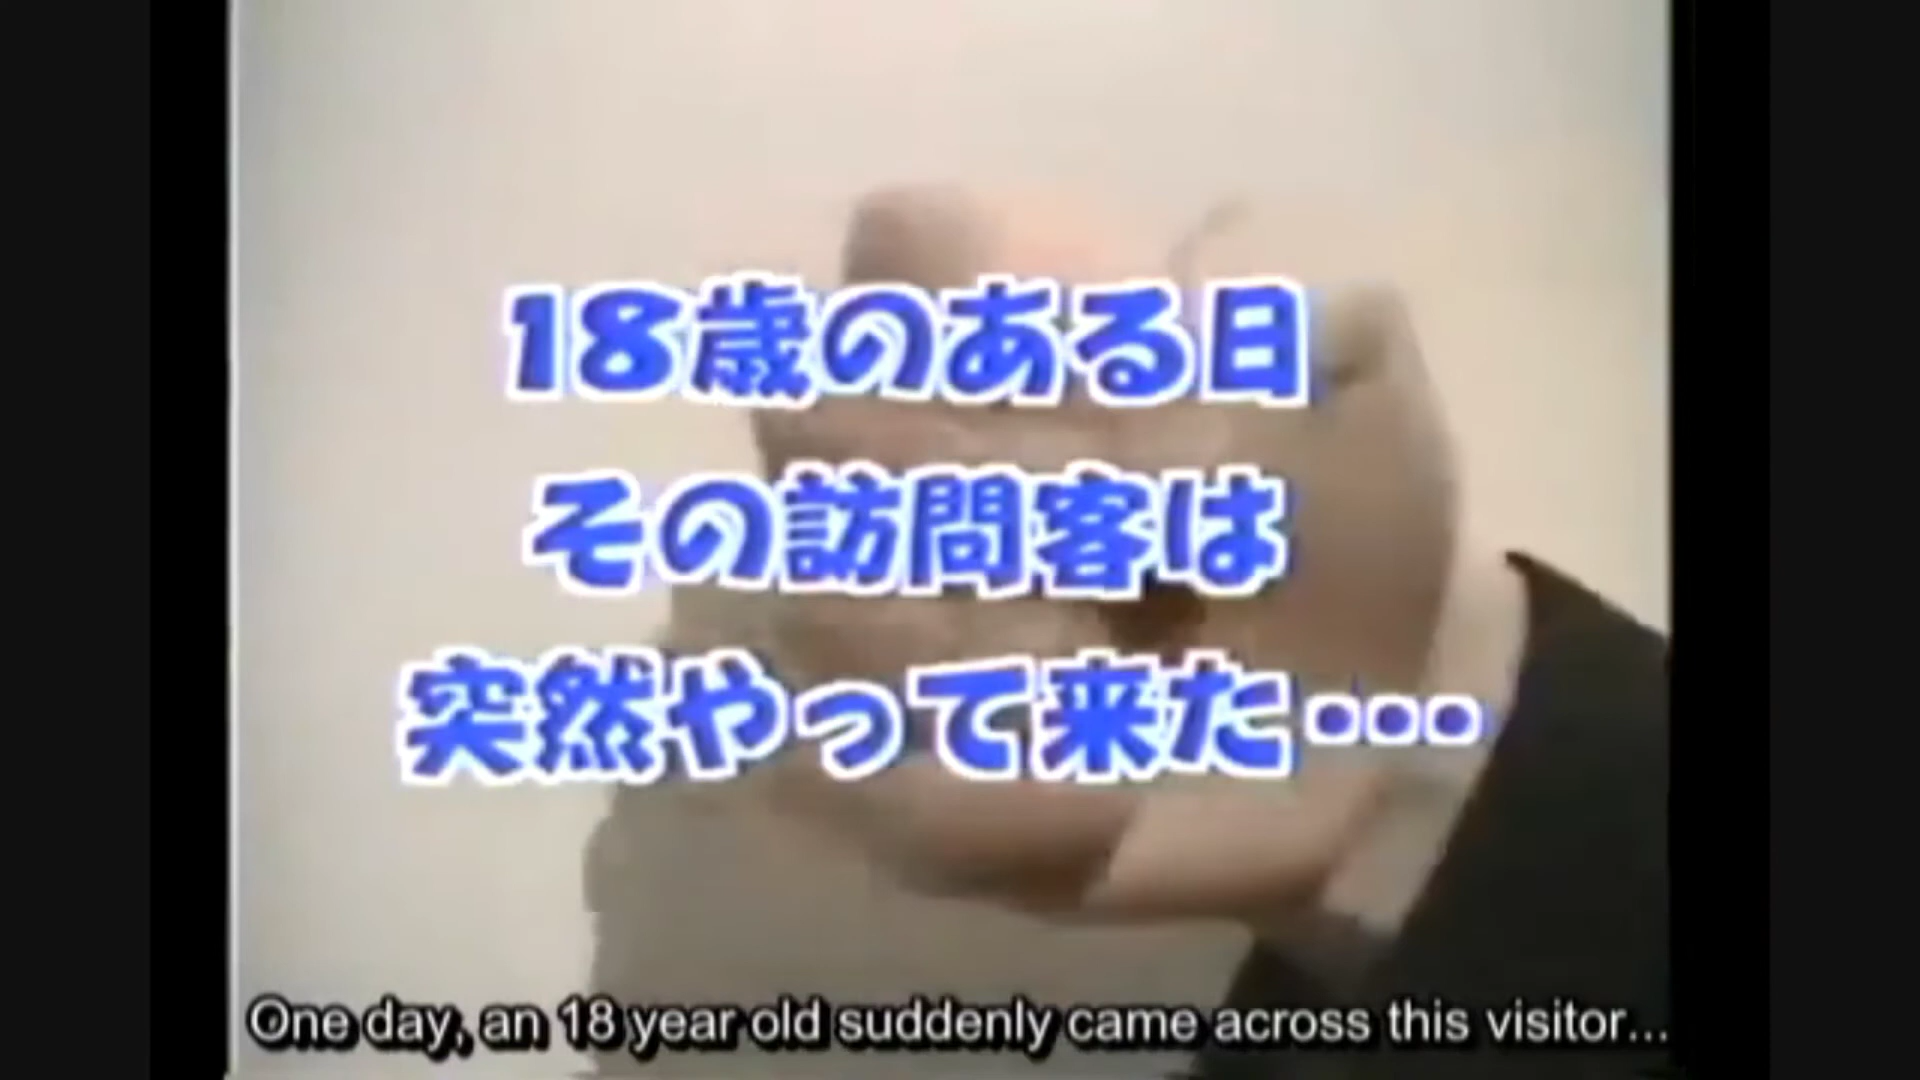 18歳のある日
その訪問客は
突然やって来た・・・
One day, an 18 year old suddenly came across this visitor...